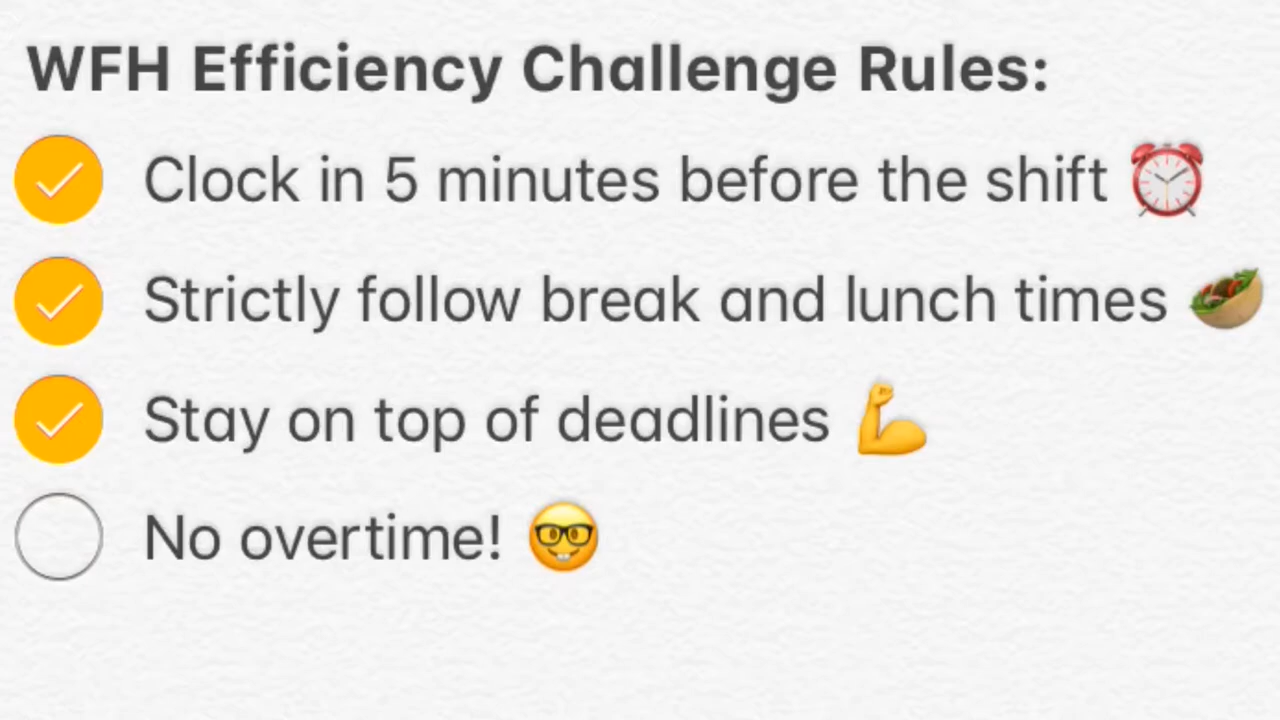 WFH Efficiency Challenge Rules:
Clock in 5 minutes before the shift ⏰
Strictly follow break and lunch times 🥙
Stay on top of deadlines 💪
No overtime! 🤓